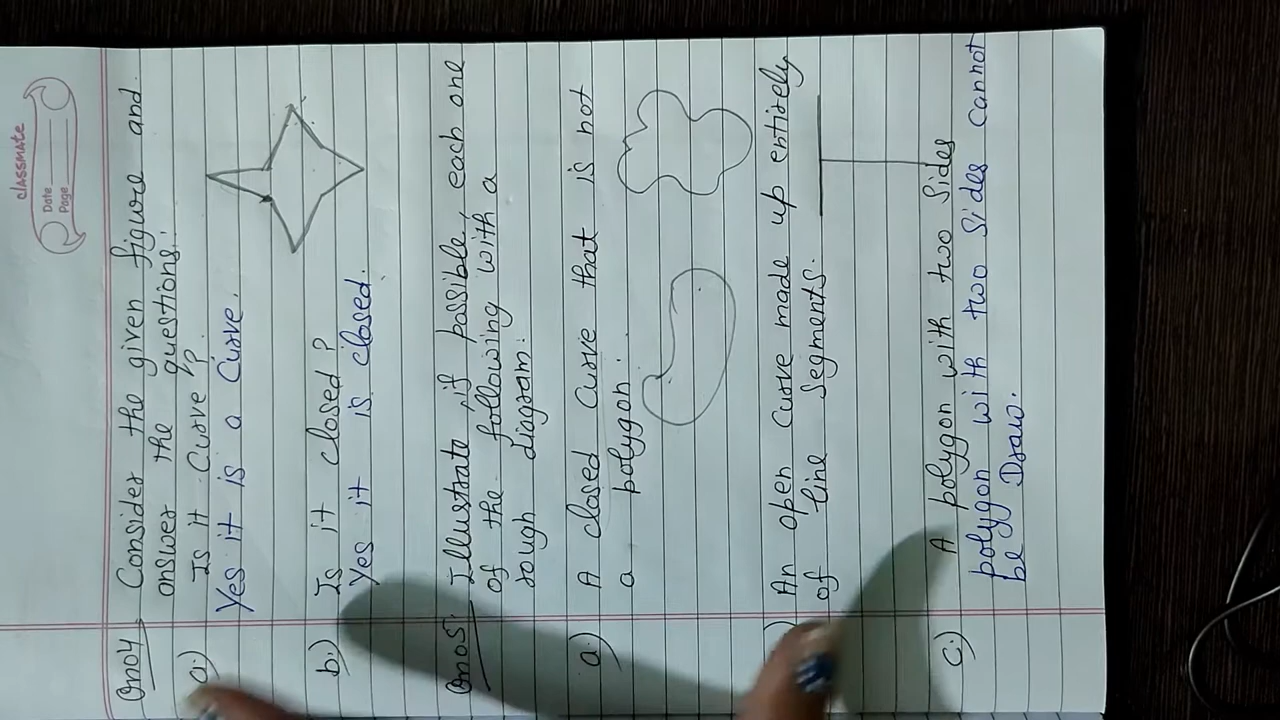 classmate
Date
Page
Qno4 Consider the given figure and
answer the questions.
a.) Is it Curve?
Yes it is a Curve.
b.) Is it closed?
Yes it is closed.
Qno5. Illustrate, if possible, each one
of the following with a
rough diagram:
a.) A closed Curve that is not
a polygon.
) An open Curve made up entirely
of line segments.
c.) A polygon with two sides
polygon with two sides cannot
be Draw.